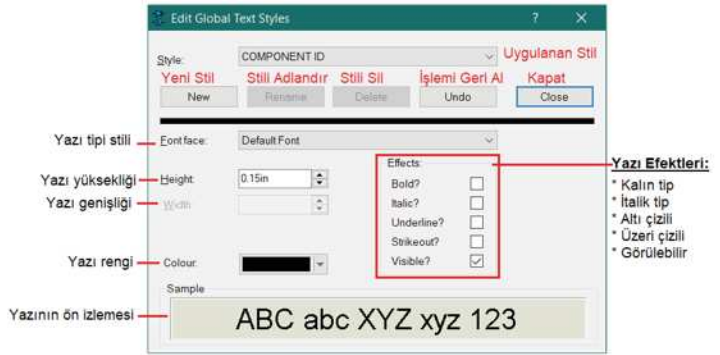 Edit Global Text Styles ? ×
Style: COMPONENT ID Uygulanan Stil
Yeni Stil Stili Adlandır Stili Sil İşlemi Geri Al Kapat
New Rename Delete Undo Close
Yazı tipi stili Font face: Default Font
Effects:
Yazı Efektleri:
Yazı yüksekliği Height: 0.15in Bold? * Kalın tip
Yazı genişliği Width: Italic? * İtalik tip
Underline? * Altı çizili
Strikeout? * Üzeri çizili
Yazı rengi Colour: Visible? * Görülebilir
Sample
Yazının ön izlemesi ABC abc XYZ xyz 123